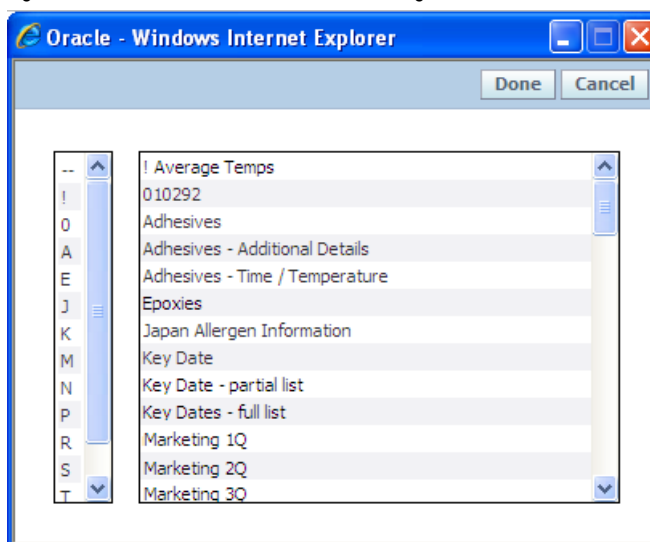 Oracle - Windows Internet Explorer
Done Cancel
--
!
0
A
E
J
K
M
N
P
R
S
T
! Average Temps
010292
Adhesives
Adhesives - Additional Details
Adhesives - Time / Temperature
Epoxies
Japan Allergen Information
Key Date
Key Date - partial list
Key Dates - full list
Marketing 1Q
Marketing 2Q
Marketing 3Q